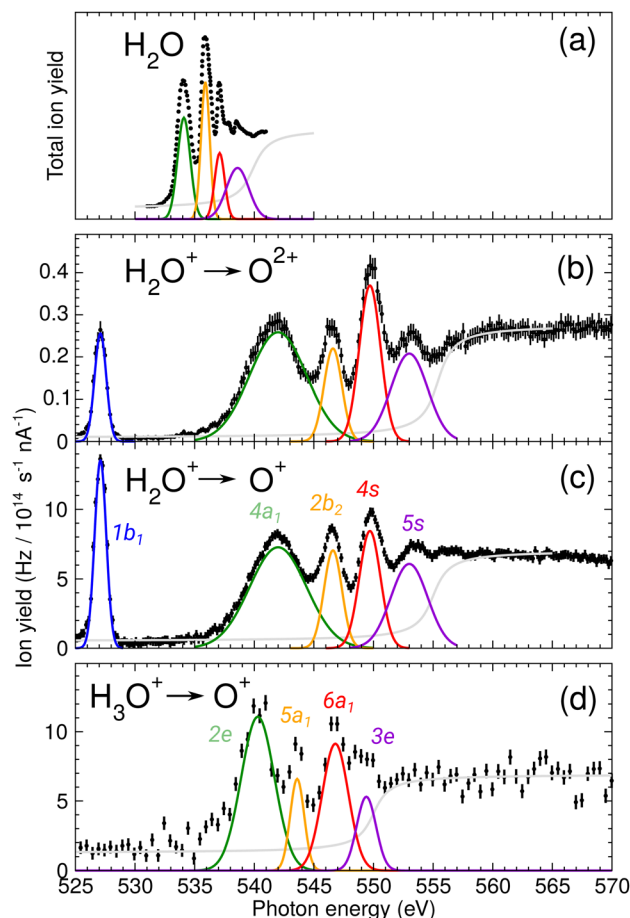 H₂O
(a)
Total ion yield
H₂O⁺ → O²⁺
(b)
0.4
0.3
0.2
0.1
0
H₂O⁺ → O⁺
(c)
Ion yield (Hz / 10¹⁴ s⁻¹ nA⁻¹)
10
5
0
1b₁
4a₁
2b₂
4s
5s
H₃O⁺ → O⁺
(d)
10
5
0
2e
5a₁
6a₁
3e
525 530 535 540 545 550 555 560 565 570
Photon energy (eV)